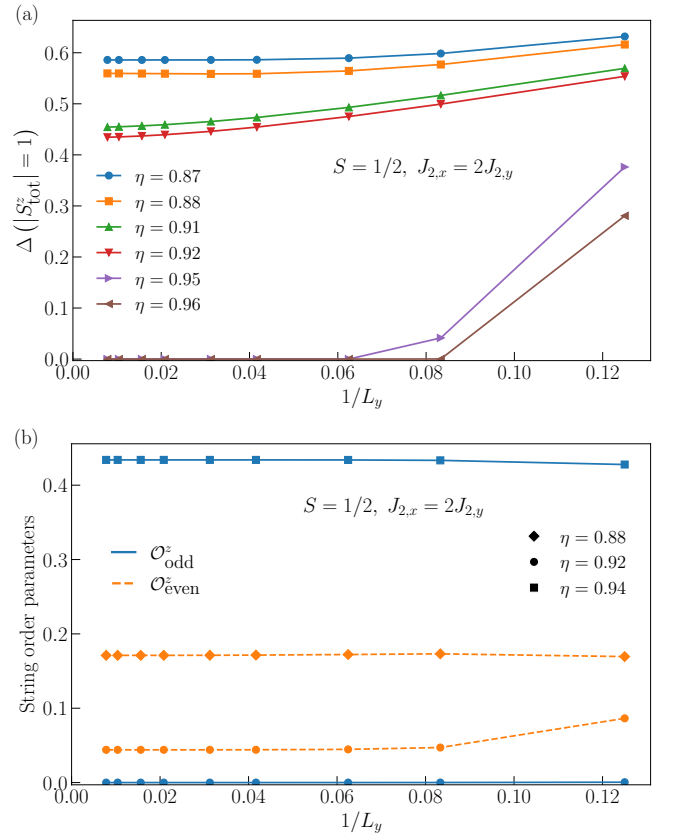 (a)
0.6
0.5
0.4
0.3
0.2
0.1
0.0
Δ (|S^z_tot| = 1)
S = 1/2, J_{2,x} = 2J_{2,y}
η = 0.87
η = 0.88
η = 0.91
η = 0.92
η = 0.95
η = 0.96
0.00 0.02 0.04 0.06 0.08 0.10 0.12
1/L_y
(b)
0.4
0.3
0.2
0.1
0.0
String order parameters
S = 1/2, J_{2,x} = 2J_{2,y}
O^z_odd
O^z_even
η = 0.88
η = 0.92
η = 0.94
0.00 0.02 0.04 0.06 0.08 0.10 0.12
1/L_y